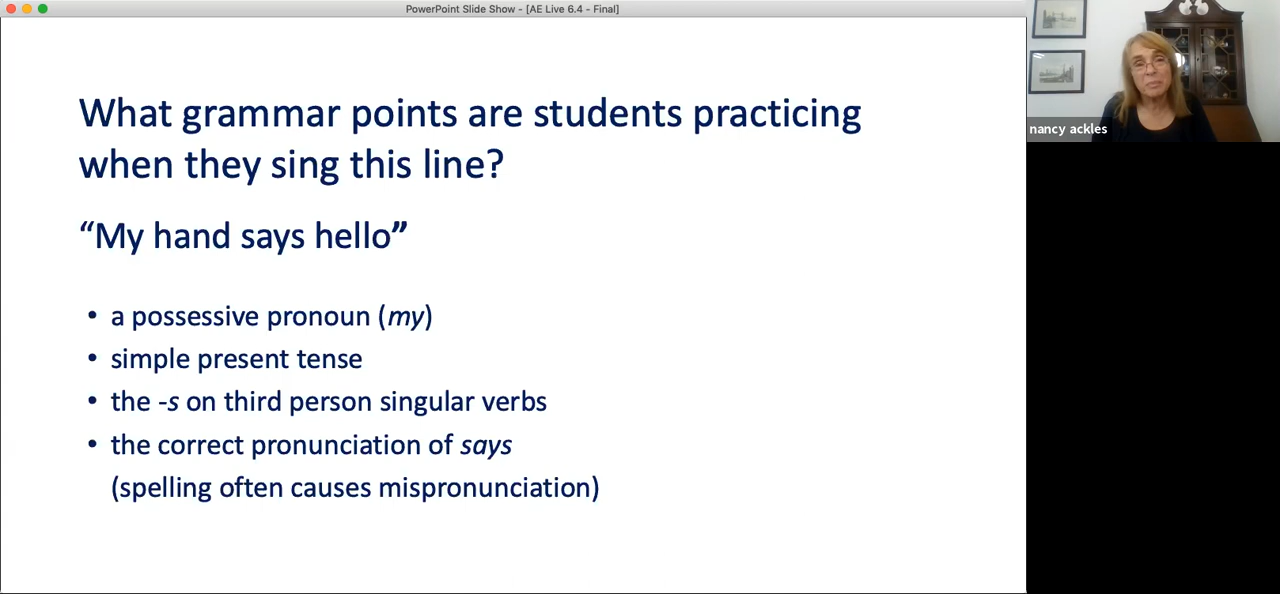 PowerPoint Slide Show - [AE Live 6.4 - Final]
What grammar points are students practicing
when they sing this line?
“My hand says hello”
• a possessive pronoun (my)
• simple present tense
• the -s on third person singular verbs
• the correct pronunciation of says
(spelling often causes mispronunciation)
nancy ackles